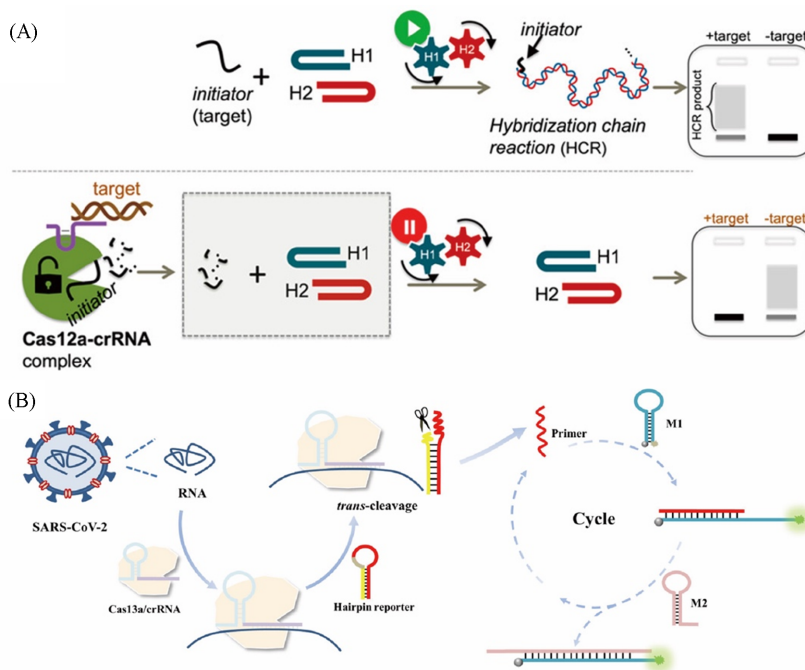 (A)
initiator
(target)
+
H1
H2
H1
H2
initiator
Hybridization chain
reaction (HCR)
+target -target
HCR product
target
initiator
Cas12a-crRNA
complex
+
H1
H2
H1
H2
H1
H2
+target -target
(B)
SARS-CoV-2
RNA
Cas13a/crRNA
trans-cleavage
Hairpin reporter
Primer
M1
Cycle
M2